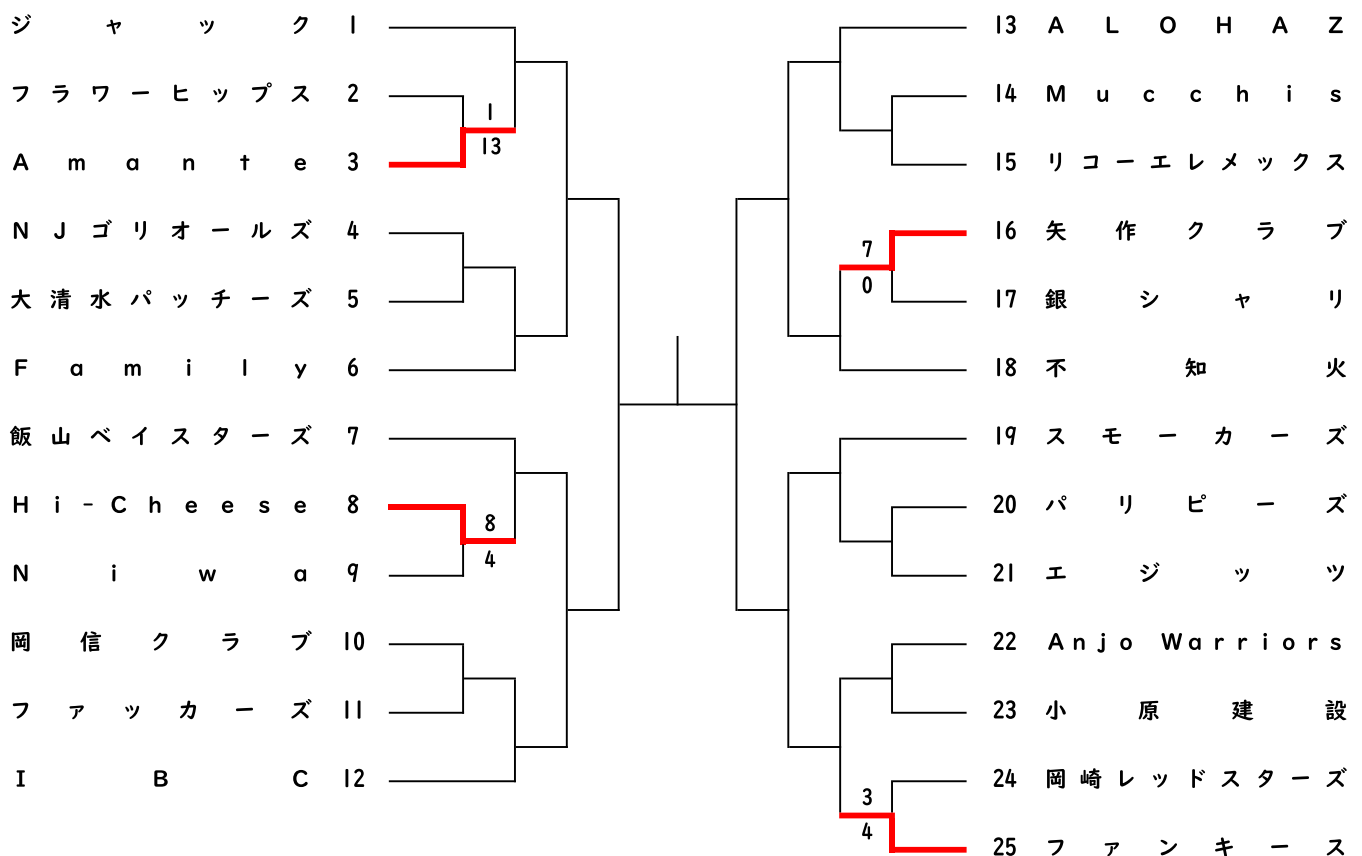 ジャック 1
フラワーヒップス 2
1
Amante 3
13
NJゴリオールズ 4
大清水パッチーズ 5
Family 6
飯山ベイスターズ 7
Hi-Cheese 8
8
4
Niwa 9
岡信クラブ 10
ファッカーズ 11
IBC 12
13 ALOHAZ
14 Mucchis
15 リコーエレメックス
16 矢作クラブ
7
0
17 銀シャリ
18 不知火
19 スモーカーズ
20 パリピーズ
21 エジッツ
22 Anjo Warriors
23 小原建設
24 岡崎レッドスターズ
3
4
25 ファンキース